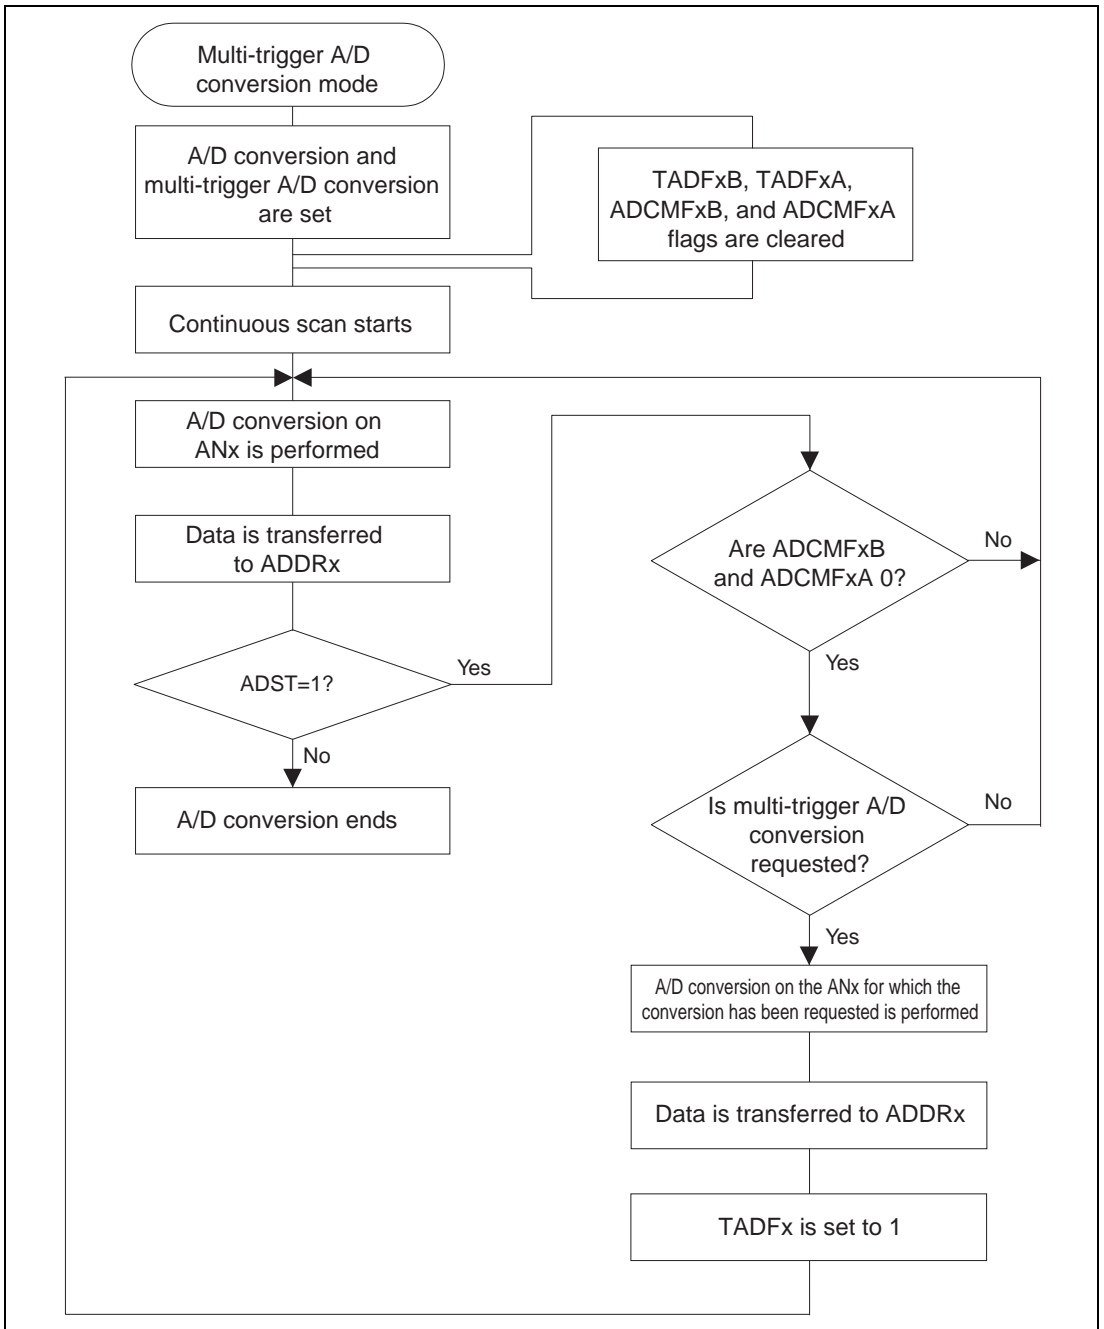 Multi-trigger A/D
conversion mode
A/D conversion and
multi-trigger A/D conversion
are set
TADFxB, TADFxA,
ADCMFxB, and ADCMFxA
flags are cleared
Continuous scan starts
A/D conversion on
ANx is performed
Data is transferred
to ADDRx
ADST=1?
Yes
No
A/D conversion ends
Are ADCMFxB
and ADCMFxA 0?
No
Yes
Is multi-trigger A/D
conversion
requested?
No
Yes
A/D conversion on the ANx for which the
conversion has been requested is performed
Data is transferred to ADDRx
TADFx is set to 1